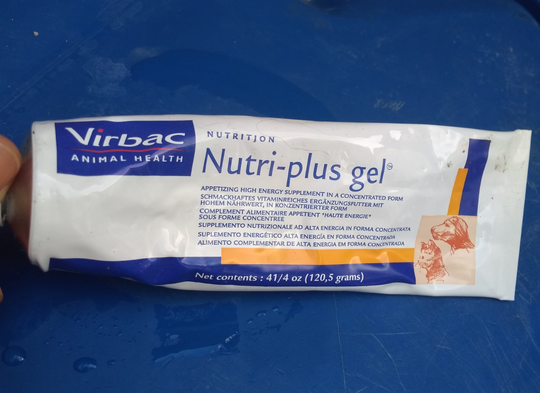 Virbac
ANIMAL HEALTH
NUTRITION
Nutri-plus gel
APPETIZING HIGH ENERGY SUPPLEMENT IN A CONCENTRATED FORM
SCHMACKHAFTES VITAMINREICHES ERGÄNZUNGSFUTTER MIT
HOHEM NÄHRWERT, IN KONZENTRIERTER FORM
COMPLEMENT ALIMENTAIRE APPETENT "HAUTE ENERGIE"
SOUS FORME CONCENTREE
SUPPLEMENTO NUTRIZIONALE AD ALTA ENERGIA IN FORMA CONCENTRATA
SUPLEMENTO ENERGÉTICO ALTA ENERGÍA EN FORMA CONCENTRADA
ALIMENTO COMPLEMENTAR DE ALTA ENERGIA EM FORMA CONCENTRADA
Net contents : 41/4 oz (120,5 grams)